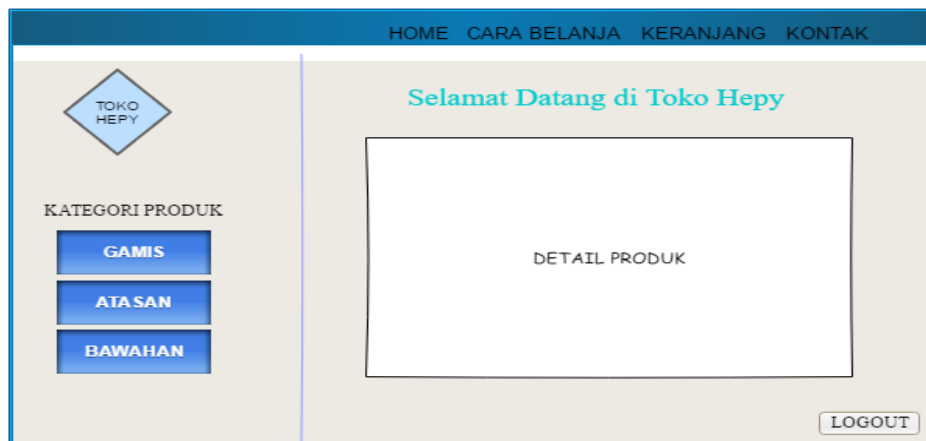 HOME CARA BELANJA KERANJANG KONTAK
TOKO
HEPY
Selamat Datang di Toko Hepy
KATEGORI PRODUK
GAMIS
ATASAN
BAWAHAN
DETAIL PRODUK
LOGOUT